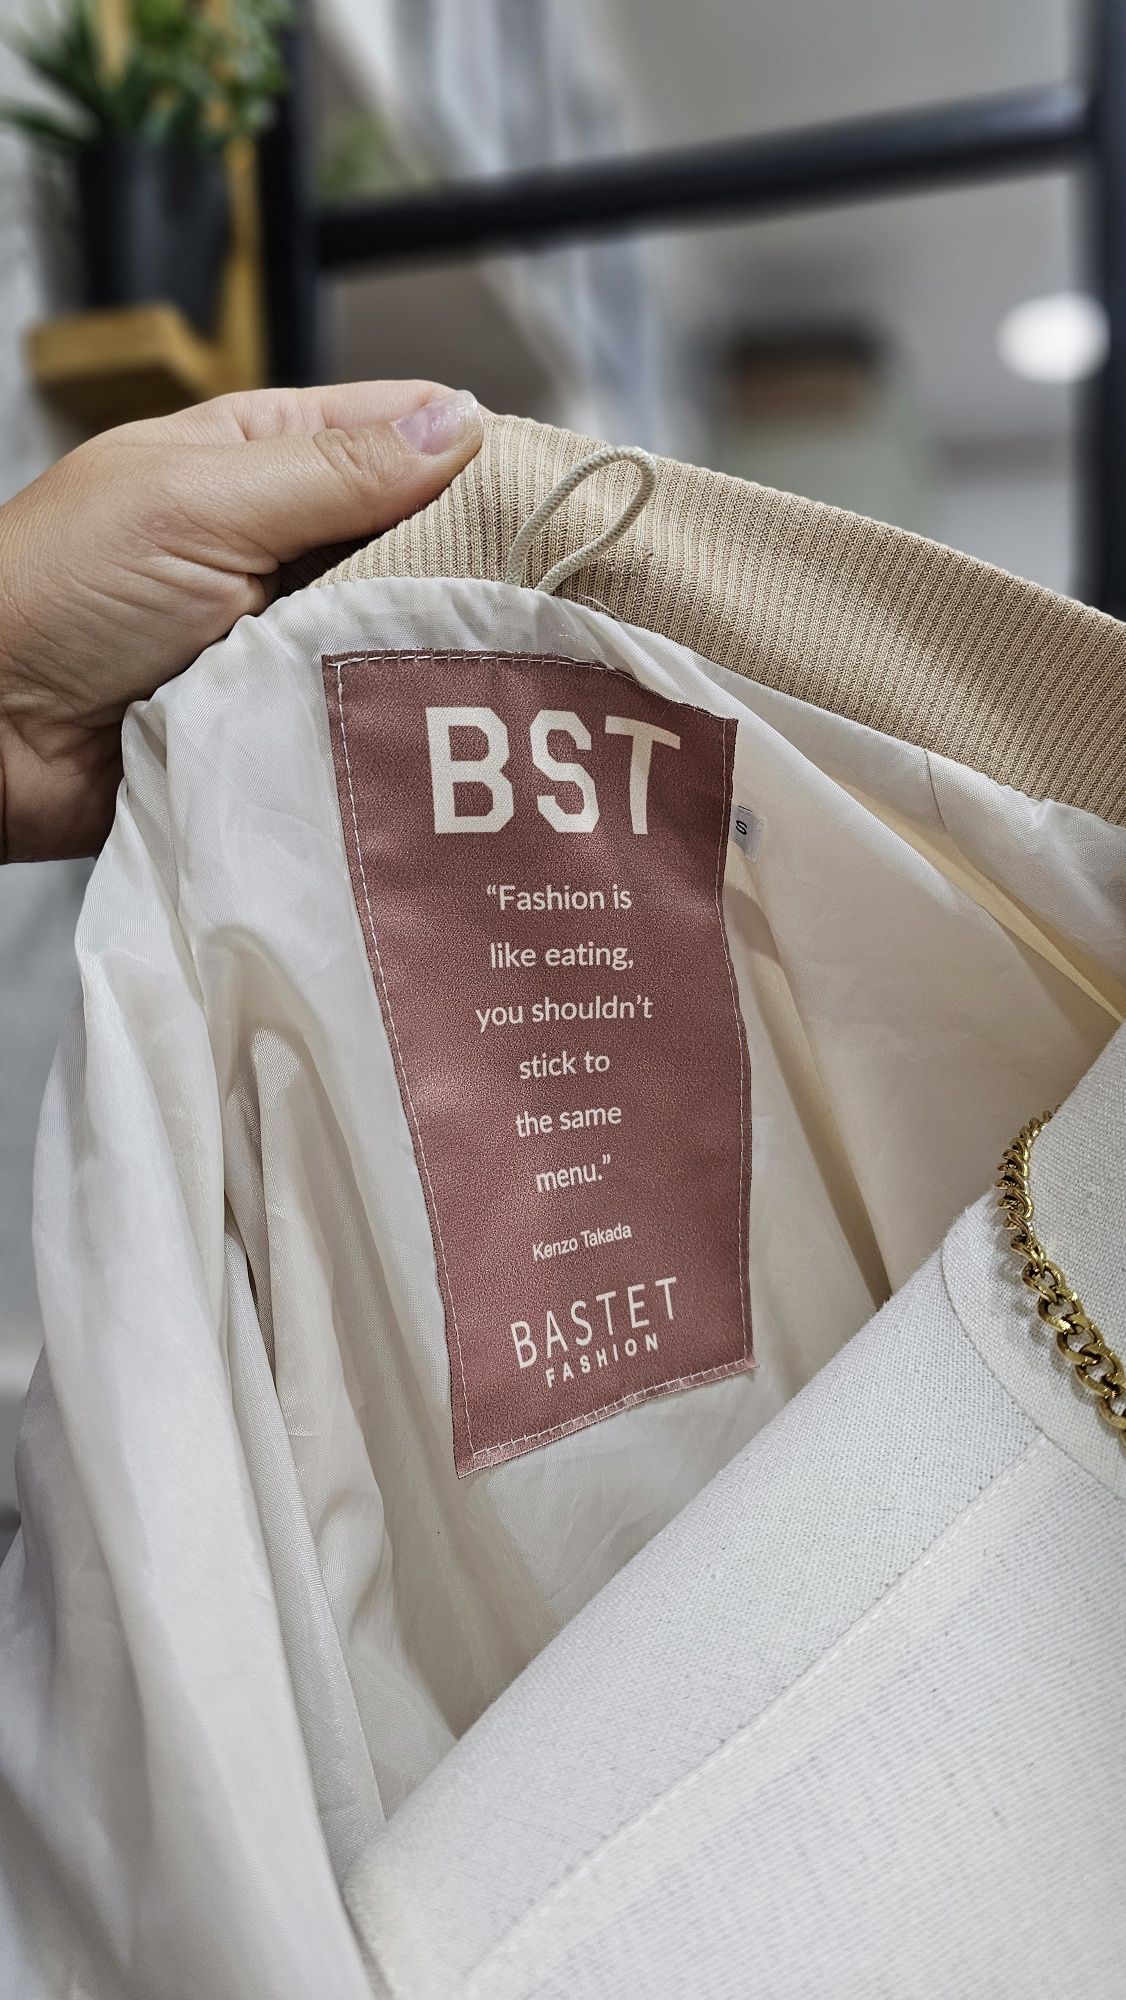 BST
S
“Fashion is
like eating,
you shouldn’t
stick to
the same
menu.”
Kenzo Takada
BASTET
FASHION